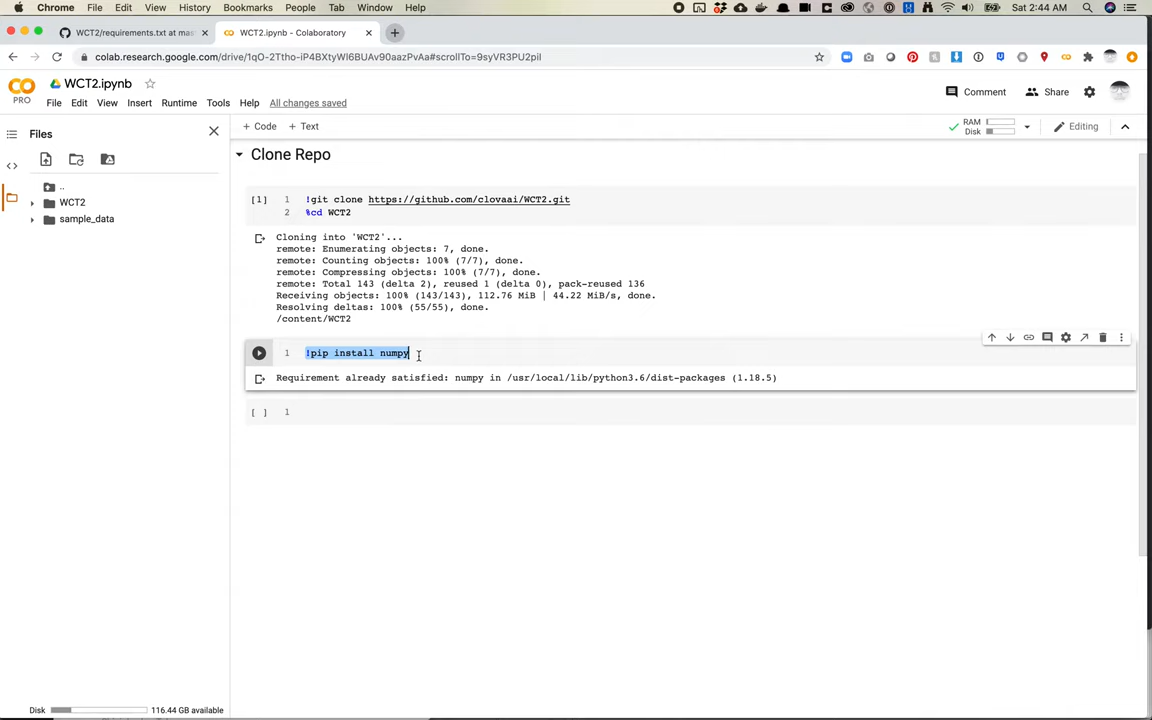 Chrome File Edit View History Bookmarks People Tab Window Help Sat 2:44 AM
WCT2/requirements.txt at mas
WCT2.ipynb - Colaboratory
colab.research.google.com/drive/1qO-2Ttho-iP4BXtyWl6BUAv90aazPvAa#scrollTo=9syVR3PU2pil
PRO
WCT2.ipynb
File Edit View Insert Runtime Tools Help All changes saved
Comment
Share
Files
+ Code + Text
RAM
Disk
Editing
..
WCT2
sample_data
Clone Repo
[1] 1 !git clone https://github.com/clovaai/WCT2.git
2 %cd WCT2
Cloning into 'WCT2'...
remote: Enumerating objects: 7, done.
remote: Counting objects: 100% (7/7), done.
remote: Compressing objects: 100% (7/7), done.
remote: Total 143 (delta 2), reused 1 (delta 0), pack-reused 136
Receiving objects: 100% (143/143), 112.76 MiB | 44.22 MiB/s, done.
Resolving deltas: 100% (55/55), done.
/content/WCT2
1 !pip install numpy
Requirement already satisfied: numpy in /usr/local/lib/python3.6/dist-packages (1.18.5)
[ ] 1
Disk 116.44 GB available